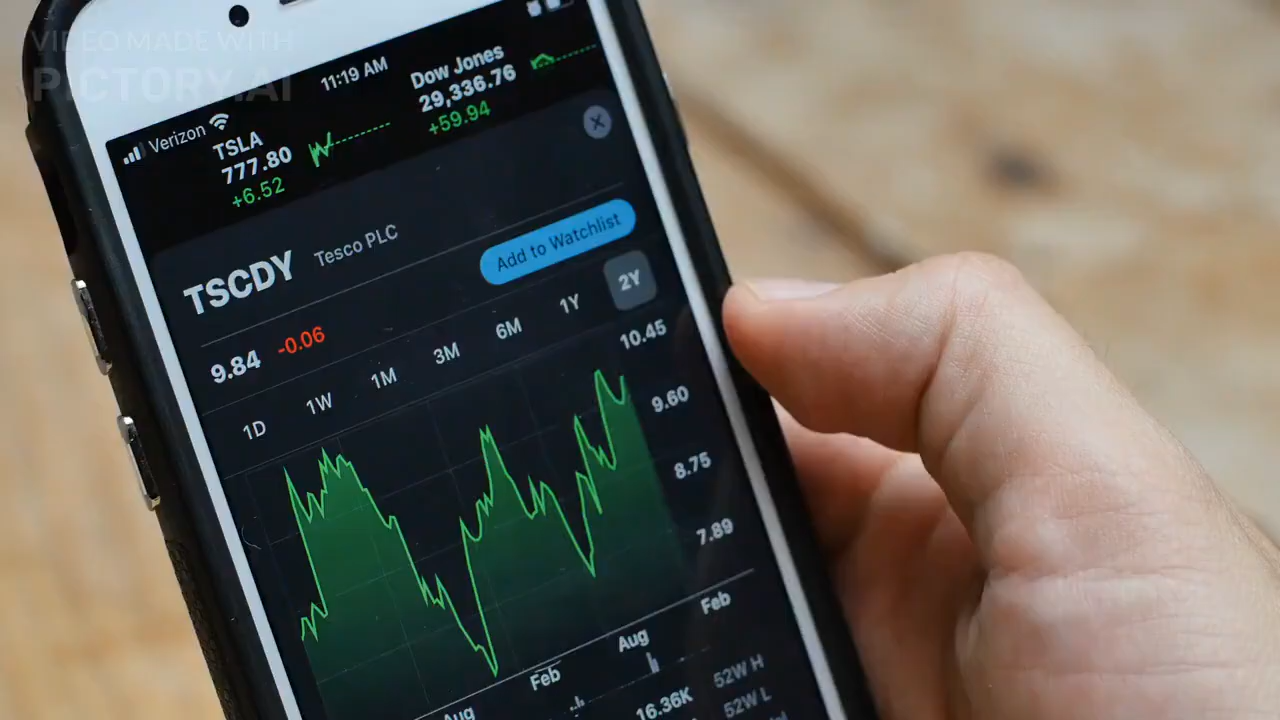 VIDEO MADE WITH
PICTORY.AI
Verizon
11:19 AM
TSLA
777.80
+6.52
Dow Jones
29,336.76
+59.94
TSCDY Tesco PLC
Add to Watchlist
9.84 -0.06
1D 1W 1M 3M 6M 1Y 2Y
10.45
9.60
8.75
7.89
Aug Feb Aug Feb
16.36K
52W H
52W L